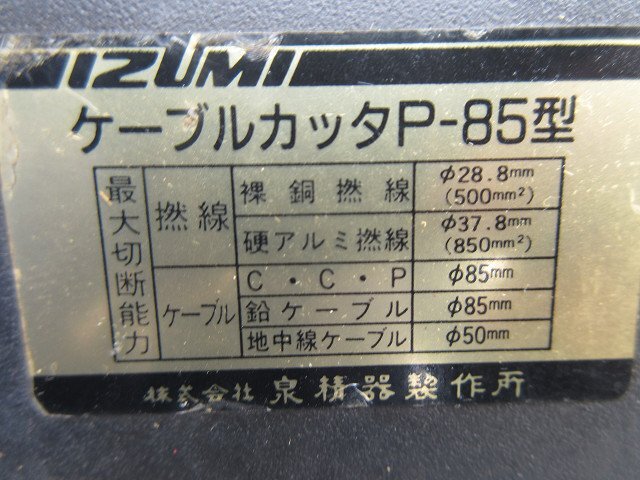 IZUMI
ケーブルカッタP-85型
最大切断能力
撚線
裸銅撚線 φ28.8mm
(500mm²)
硬アルミ撚線 φ37.8mm
(850mm²)
ケーブル
C・C・P φ85mm
鉛ケーブル φ85mm
地中線ケーブル φ50mm
株式会社 泉精器製作所